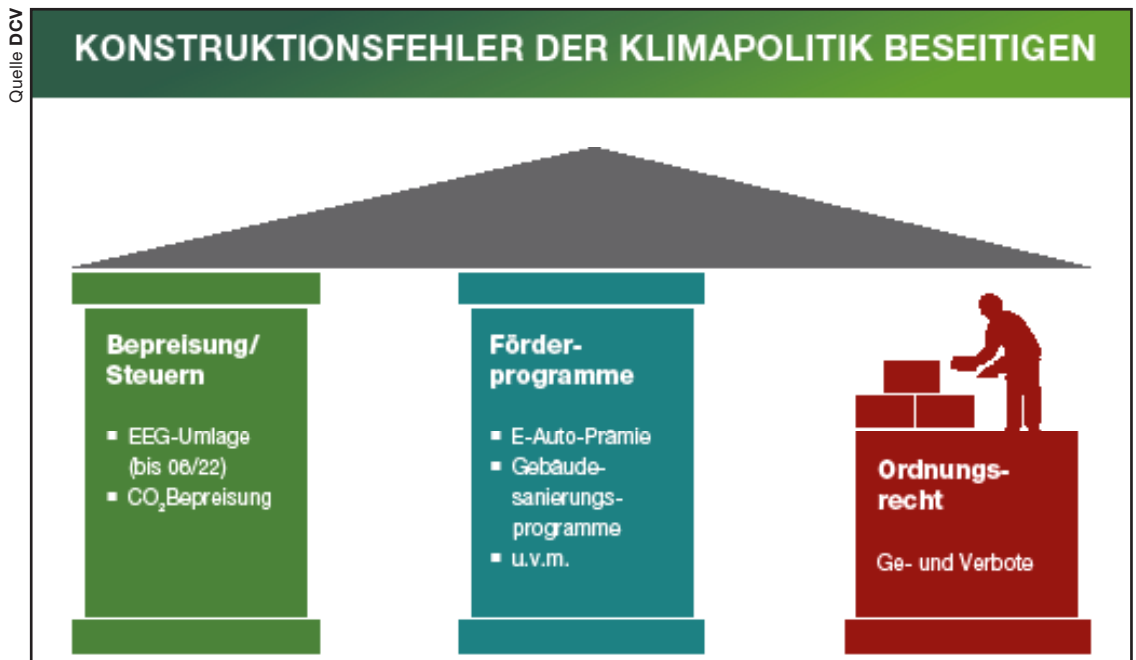 Quelle DCV
KONSTRUKTIONSFEHLER DER KLIMAPOLITIK BESEITIGEN
Bepreisung/
Steuern
▪ EEG-Umlage
(bis 06/22)
▪ CO₂Bepreisung
Förder-
programme
▪ E-Auto-Prämie
▪ Gebäude-
sanierungs-
programme
▪ u.v.m.
Ordnungs-
recht
Ge- und Verbote